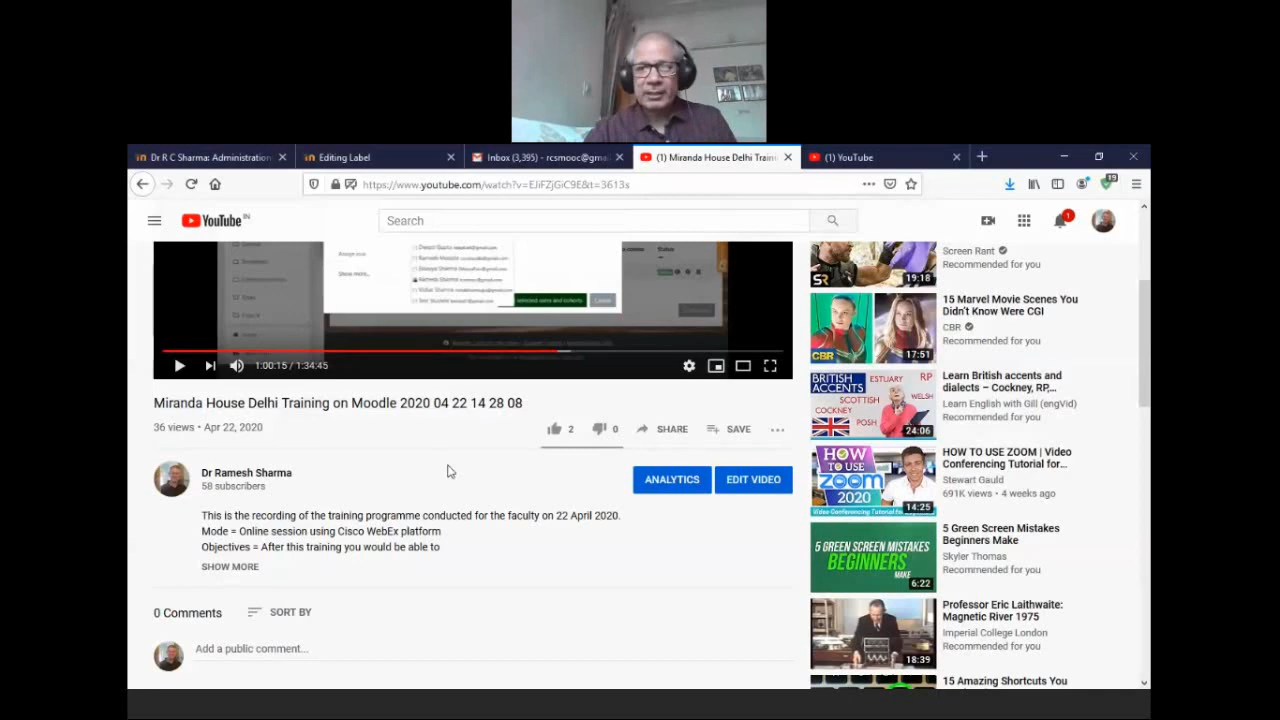 Dr R C Sharma: Administration
Editing Label
Inbox (3,395) - rcsmooc@gmai
(1) Miranda House Delhi Traini
(1) YouTube
https://www.youtube.com/watch?v=EJiFZjGiC9E&t=3613s
19
YouTube IN
Search
1
1:00:15 / 1:34:45
Miranda House Delhi Training on Moodle 2020 04 22 14 28 08
36 views • Apr 22, 2020
2
0
SHARE
SAVE
Dr Ramesh Sharma
58 subscribers
ANALYTICS
EDIT VIDEO
This is the recording of the training programme conducted for the faculty on 22 April 2020.
Mode = Online session using Cisco WebEx platform
Objectives = After this training you would be able to
SHOW MORE
0 Comments
SORT BY
Add a public comment...
SR
19:18
Screen Rant
Recommended for you
CBR
17:51
15 Marvel Movie Scenes You
Didn't Know Were CGI
CBR
Recommended for you
BRITISH
ACCENTS
ESTUARY
RP
SCOTTISH
WELSH
COCKNEY
POSH
24:06
Learn British accents and
dialects – Cockney, RP,...
Learn English with Gill (engVid)
Recommended for you
HOW
TO USE
zoom
2020
Video Conferencing Tutorial for
14:25
HOW TO USE ZOOM | Video
Conferencing Tutorial for...
Stewart Gauld
691K views • 4 weeks ago
5 GREEN SCREEN MISTAKES
BEGINNERS
MAKE
6:22
5 Green Screen Mistakes
Beginners Make
Skyler Thomas
Recommended for you
18:39
Professor Eric Laithwaite:
Magnetic River 1975
Imperial College London
Recommended for you
15 Amazing Shortcuts You